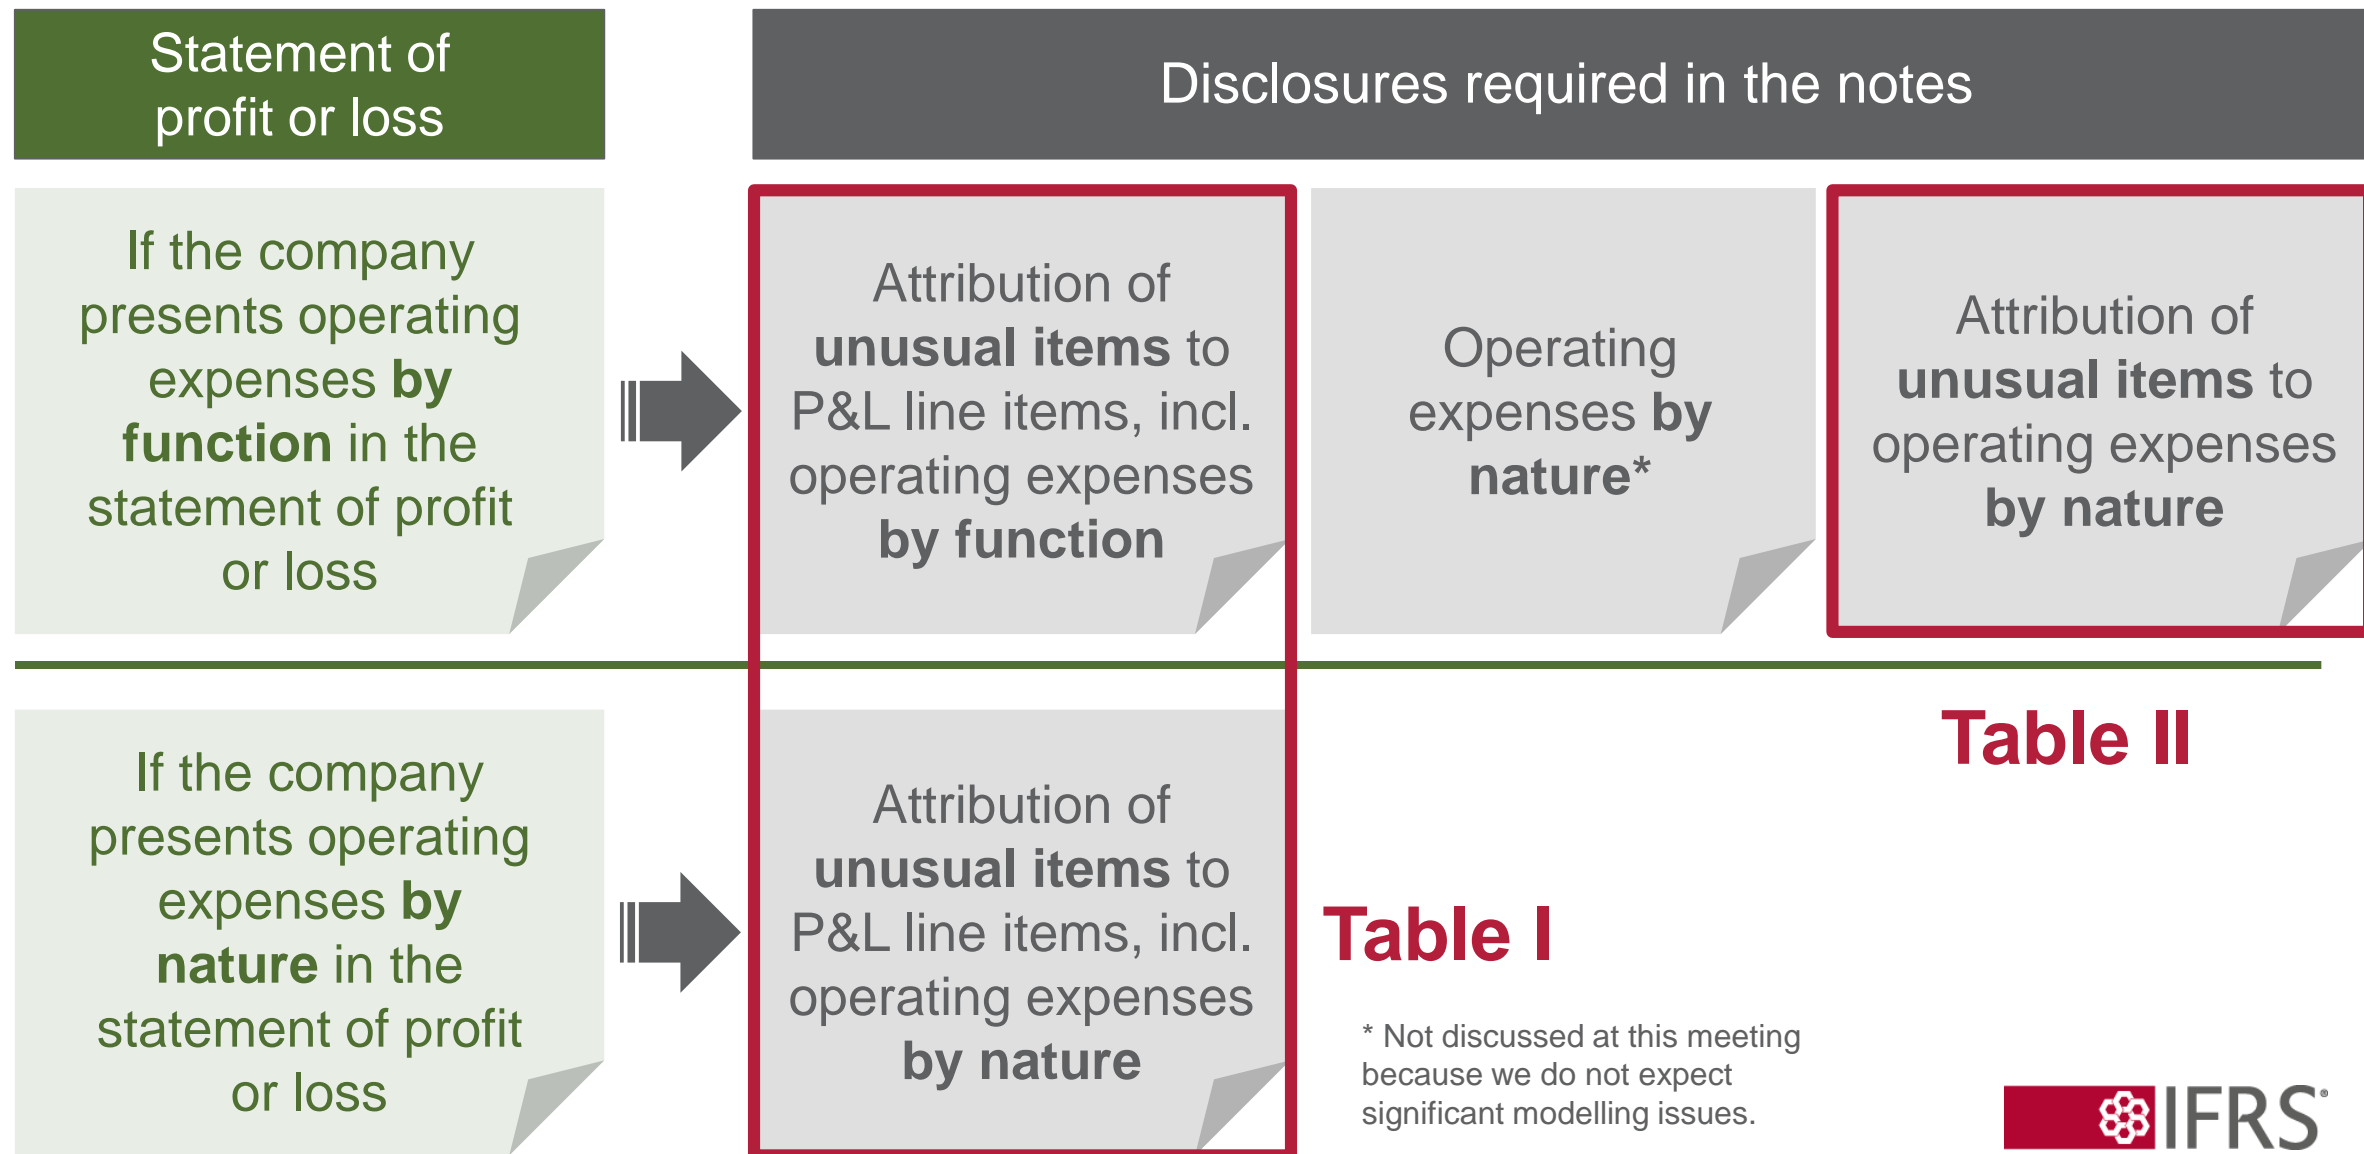 Statement of
profit or loss
Disclosures required in the notes
If the company
presents operating
expenses by
function in the
statement of profit
or loss
Attribution of
unusual items to
P&L line items, incl.
operating expenses
by function
Operating
expenses by
nature*
Attribution of
unusual items to
operating expenses
by nature
Table II
If the company
presents operating
expenses by
nature in the
statement of profit
or loss
Attribution of
unusual items to
P&L line items, incl.
operating expenses
by nature
Table I
* Not discussed at this meeting
because we do not expect
significant modelling issues.
IFRS®